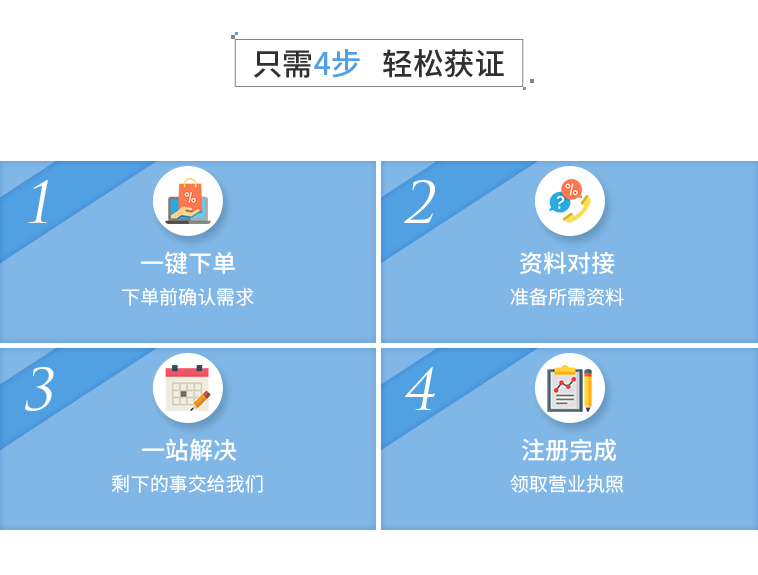 只需4步 轻松获证
1
一键下单
下单前确认需求
2
资料对接
准备所需资料
3
一站解决
剩下的事交给我们
4
注册完成
领取营业执照